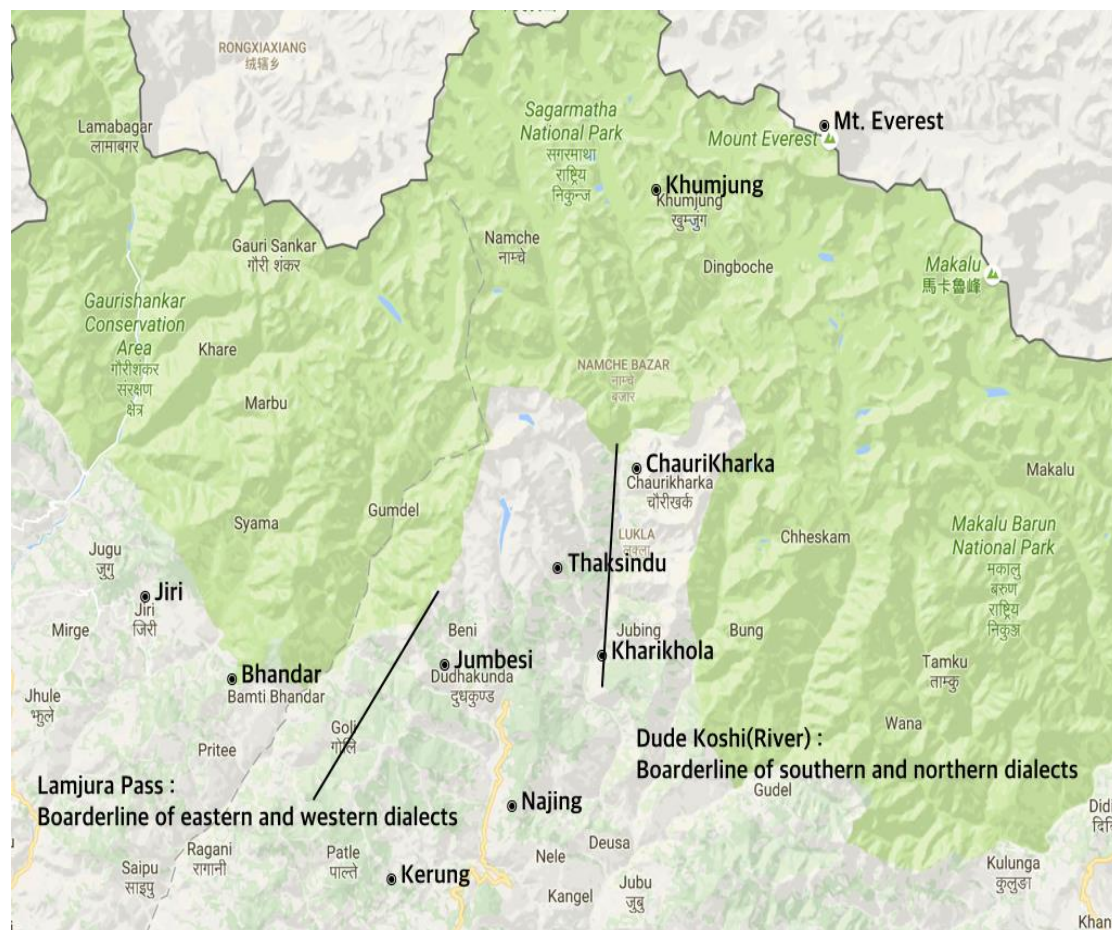 RONGXIAXIANG
绒辖乡
Lamabagar
लामाबगर
Sagarmatha
National Park
सगरमाथा
राष्ट्रिय
निकुन्ज
Mt. Everest
Mount Everest
Khumjung
Khumjung
खुम्जुग
Namche
नाम्चे
Gauri Sankar
गौरी शंकर
Dingboche
Makalu
馬卡魯峰
Gaurishankar
Conservation
Area
गौरीशंकर
संरक्षण
क्षेत्र
Khare
Marbu
NAMCHE BAZAR
नाम्चे
बजार
ChauriKharka
Chaurikharka
चौरीखर्क
Makalu
Syama
Gumdel
LUKLA
Chheskam
Makalu Barun
National Park
मकालु
बरुण
राष्ट्रिय
निकुञ्ज
Jugu
जुगु
Thaksindu
Jiri
Jiri
जिरी
Mirge
Beni
Jubing
Bung
Kharikhola
Jumbesi
Dudhakunda
दुधकुण्ड
Tamku
ताम्कु
Bhandar
Bamti Bhandar
Jhule
झुले
Goli
गोलि
Pritee
Wana
Dude Koshi(River) :
Boarderline of southern and northern dialects
Gudel
Lamjura Pass :
Boarderline of eastern and western dialects
Najing
Didi
Ragani
रागानी
Patle
पाल्ते
Nele
Deusa
Saipu
साइपु
Kerung
Kangel
Jubu
जुबु
Kulunga
कुलुङा
Khan